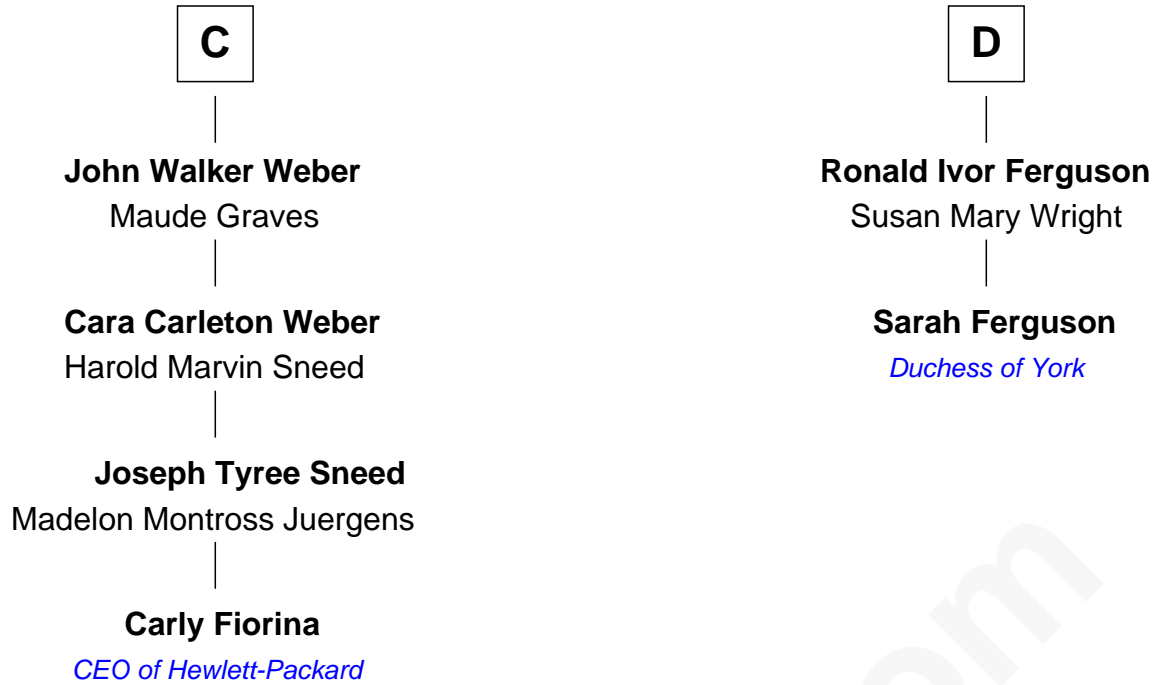 C
John Walker Weber
Maude Graves
Cara Carleton Weber
Harold Marvin Sneed
Joseph Tyree Sneed
Madelon Montross Juergens
Carly Fiorina
CEO of Hewlett-Packard
D
Ronald Ivor Ferguson
Susan Mary Wright
Sarah Ferguson
Duchess of York
om